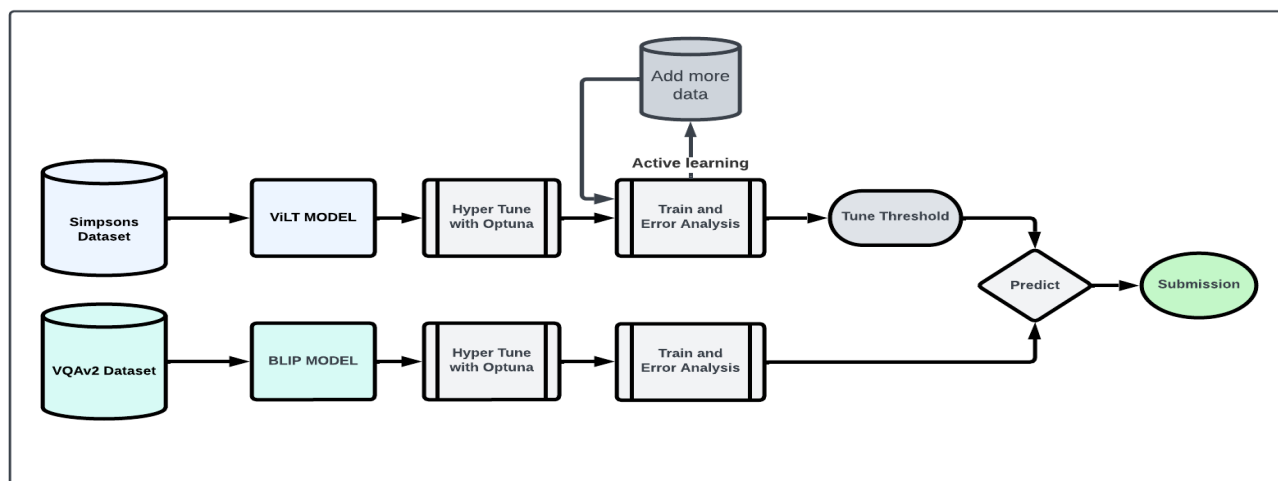 Add more
data
Active learning
Simpsons
Dataset
ViLT MODEL
Hyper Tune
with Optuna
Train and
Error Analysis
Tune Threshold
Predict
Submission
VQAv2 Dataset
BLIP MODEL
Hyper Tune
with Optuna
Train and
Error Analysis